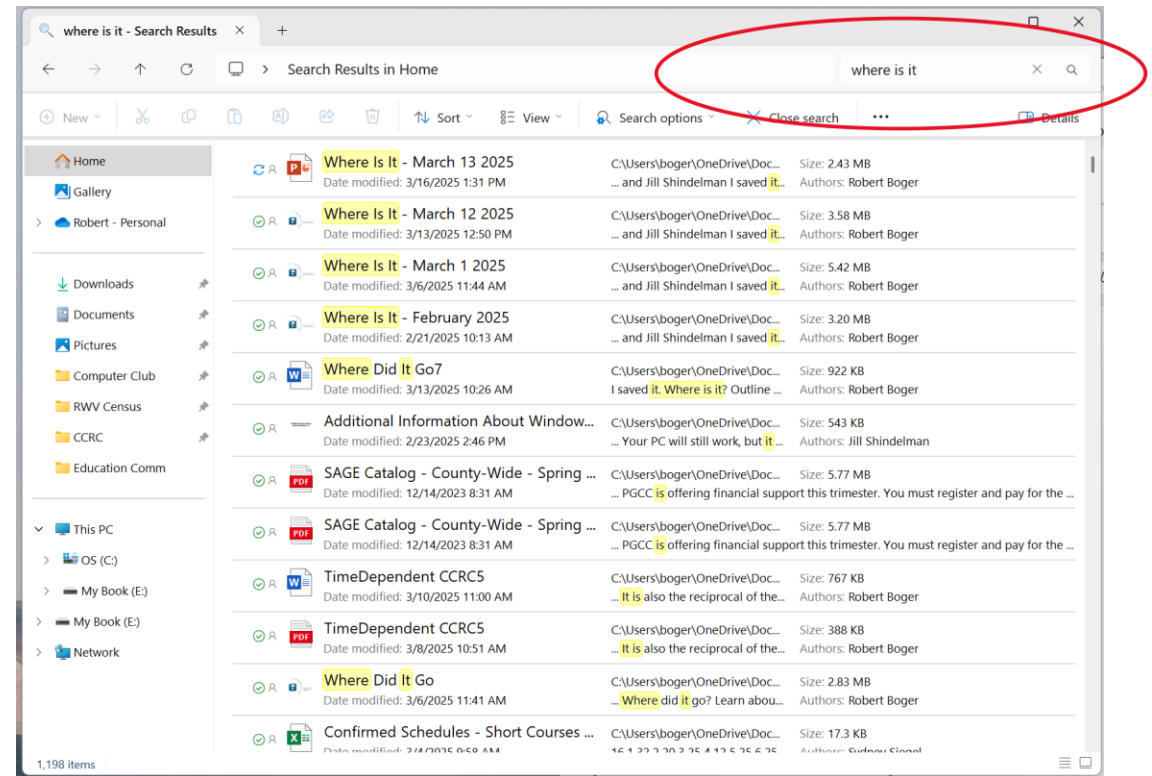 where is it - Search Results
Search Results in Home
where is it
New
Sort
View
Search options
Close search
Details
Home
Gallery
Robert - Personal
Downloads
Documents
Pictures
Computer Club
RWV Census
CCRC
Education Comm
This PC
OS (C:)
My Book (E:)
My Book (E:)
Network
Where Is It - March 13 2025 C:\Users\boger\OneDrive\Doc... Size: 2.43 MB
Date modified: 3/16/2025 1:31 PM ... and Jill Shindelman I saved it... Authors: Robert Boger
Where Is It - March 12 2025 C:\Users\boger\OneDrive\Doc... Size: 3.58 MB
Date modified: 3/13/2025 12:50 PM ... and Jill Shindelman I saved it... Authors: Robert Boger
Where Is It - March 1 2025 C:\Users\boger\OneDrive\Doc... Size: 5.42 MB
Date modified: 3/6/2025 11:44 AM ... and Jill Shindelman I saved it... Authors: Robert Boger
Where Is It - February 2025 C:\Users\boger\OneDrive\Doc... Size: 3.20 MB
Date modified: 2/21/2025 10:13 AM ... and Jill Shindelman I saved it... Authors: Robert Boger
Where Did It Go7 C:\Users\boger\OneDrive\Doc... Size: 922 KB
Date modified: 3/13/2025 10:26 AM I saved it. Where is it? Outline ... Authors: Robert Boger
Additional Information About Window... C:\Users\boger\OneDrive\Doc... Size: 543 KB
Date modified: 2/23/2025 2:46 PM ... Your PC will still work, but it ... Authors: Jill Shindelman
SAGE Catalog - County-Wide - Spring ... C:\Users\boger\OneDrive\Doc... Size: 5.77 MB
Date modified: 12/14/2023 8:31 AM ... PGCC is offering financial support this trimester. You must register and pay for the ...
SAGE Catalog - County-Wide - Spring ... C:\Users\boger\OneDrive\Doc... Size: 5.77 MB
Date modified: 12/14/2023 8:31 AM ... PGCC is offering financial support this trimester. You must register and pay for the ...
TimeDependent CCRC5 C:\Users\boger\OneDrive\Doc... Size: 767 KB
Date modified: 3/10/2025 11:00 AM ... It is also the reciprocal of the... Authors: Robert Boger
TimeDependent CCRC5 C:\Users\boger\OneDrive\Doc... Size: 388 KB
Date modified: 3/8/2025 10:51 AM ... It is also the reciprocal of the... Authors: Robert Boger
Where Did It Go C:\Users\boger\OneDrive\Doc... Size: 2.83 MB
Date modified: 3/6/2025 11:41 AM ... Where did it go? Learn abou... Authors: Robert Boger
Confirmed Schedules - Short Courses ... C:\Users\boger\OneDrive\Doc... Size: 17.3 KB
Date modified: 3/4/2025 9:58 AM Authors: Sydney Siegel
1,198 items